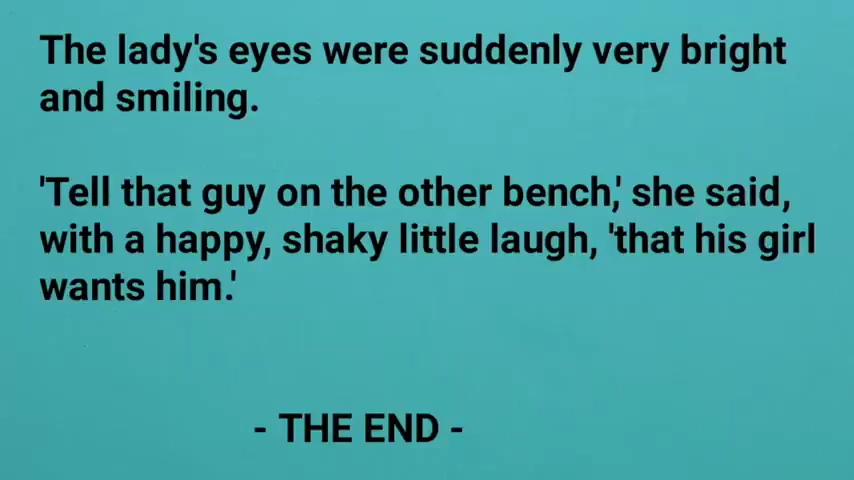 The lady's eyes were suddenly very bright
and smiling.
'Tell that guy on the other bench,' she said,
with a happy, shaky little laugh, 'that his girl
wants him.'
- THE END -